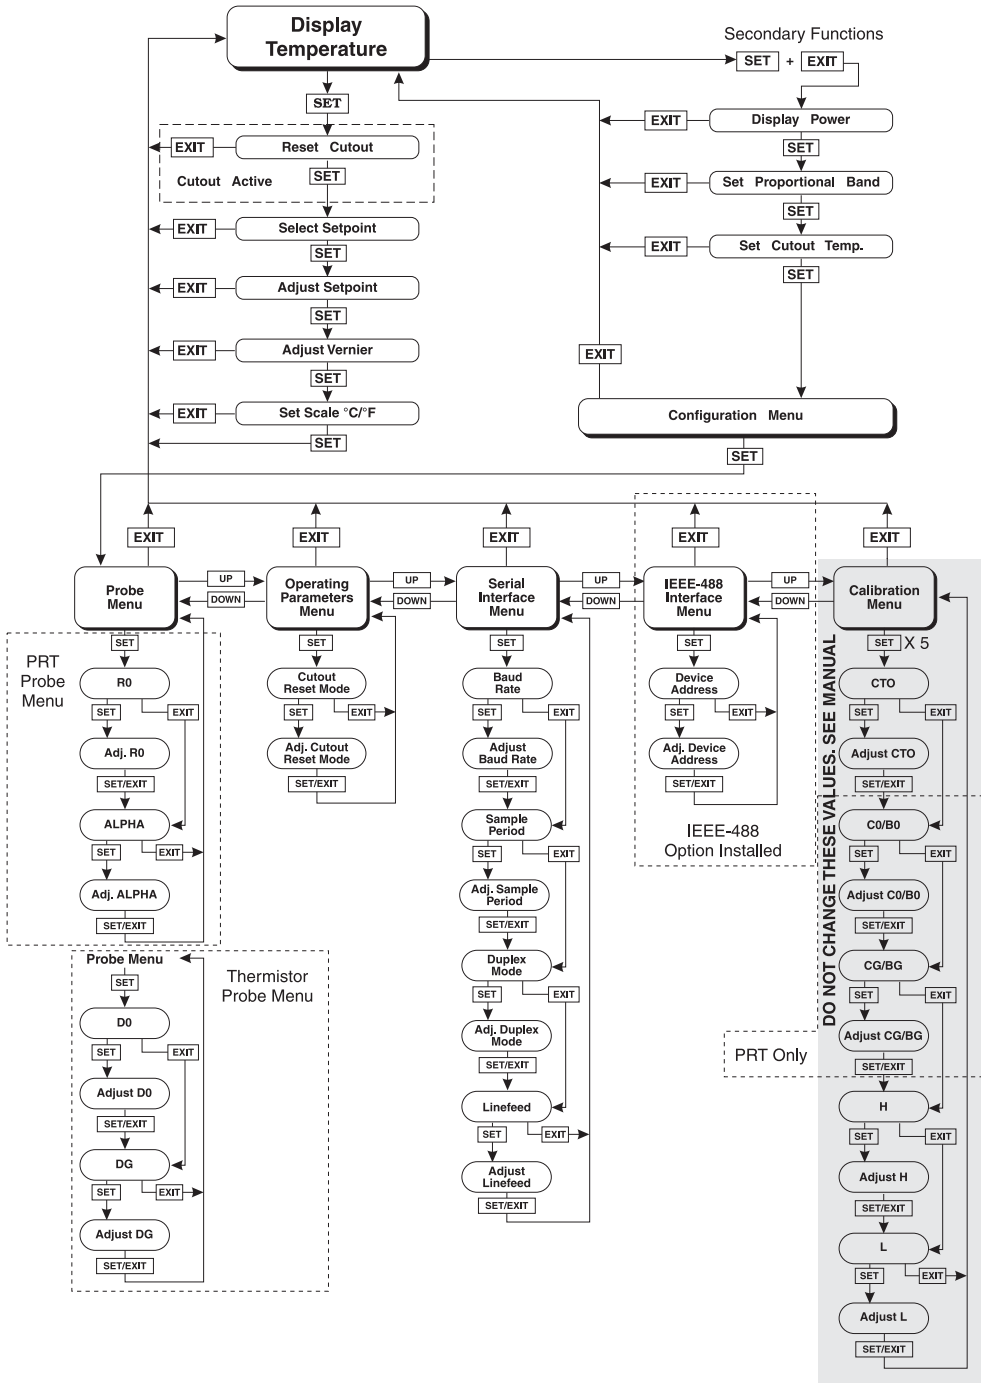 Display
Temperature
Secondary Functions
SET + EXIT
SET
EXIT Reset Cutout
Cutout Active
SET
EXIT Select Setpoint
SET
EXIT Adjust Setpoint
SET
EXIT Adjust Vernier
SET
EXIT Set Scale °C/°F
SET
EXIT Display Power
SET
EXIT Set Proportional Band
SET
EXIT Set Cutout Temp.
SET
EXIT
Configuration Menu
SET
EXIT EXIT EXIT EXIT EXIT
Probe
Menu
UP
DOWN
Operating
Parameters
Menu
UP
DOWN
Serial
Interface
Menu
UP
DOWN
IEEE-488
Interface
Menu
UP
DOWN
Calibration
Menu
PRT
Probe
Menu
SET
R0
SET EXIT
Adj. R0
SET/EXIT
ALPHA
SET EXIT
Adj. ALPHA
SET/EXIT
Probe Menu
Thermistor
Probe Menu
SET
D0
SET EXIT
Adjust D0
SET/EXIT
DG
SET EXIT
Adjust DG
SET/EXIT
SET
Cutout
Reset Mode
SET EXIT
Adj. Cutout
Reset Mode
SET/EXIT
SET
Baud
Rate
SET EXIT
Adjust
Baud Rate
SET/EXIT
Sample
Period
SET EXIT
Adj. Sample
Period
SET/EXIT
Duplex
Mode
SET EXIT
Adj. Duplex
Mode
SET/EXIT
Linefeed
SET EXIT
Adjust
Linefeed
SET/EXIT
SET
Device
Address
SET EXIT
Adj. Device
Address
SET/EXIT
IEEE-488
Option Installed
DO NOT CHANGE THESE VALUES. SEE MANUAL
SET X 5
CTO
SET EXIT
Adjust CTO
SET/EXIT
C0/B0
SET EXIT
Adjust C0/B0
SET/EXIT
CG/BG
SET EXIT
Adjust CG/BG
PRT Only
SET/EXIT
H
SET EXIT
Adjust H
SET/EXIT
L
SET EXIT
Adjust L
SET/EXIT